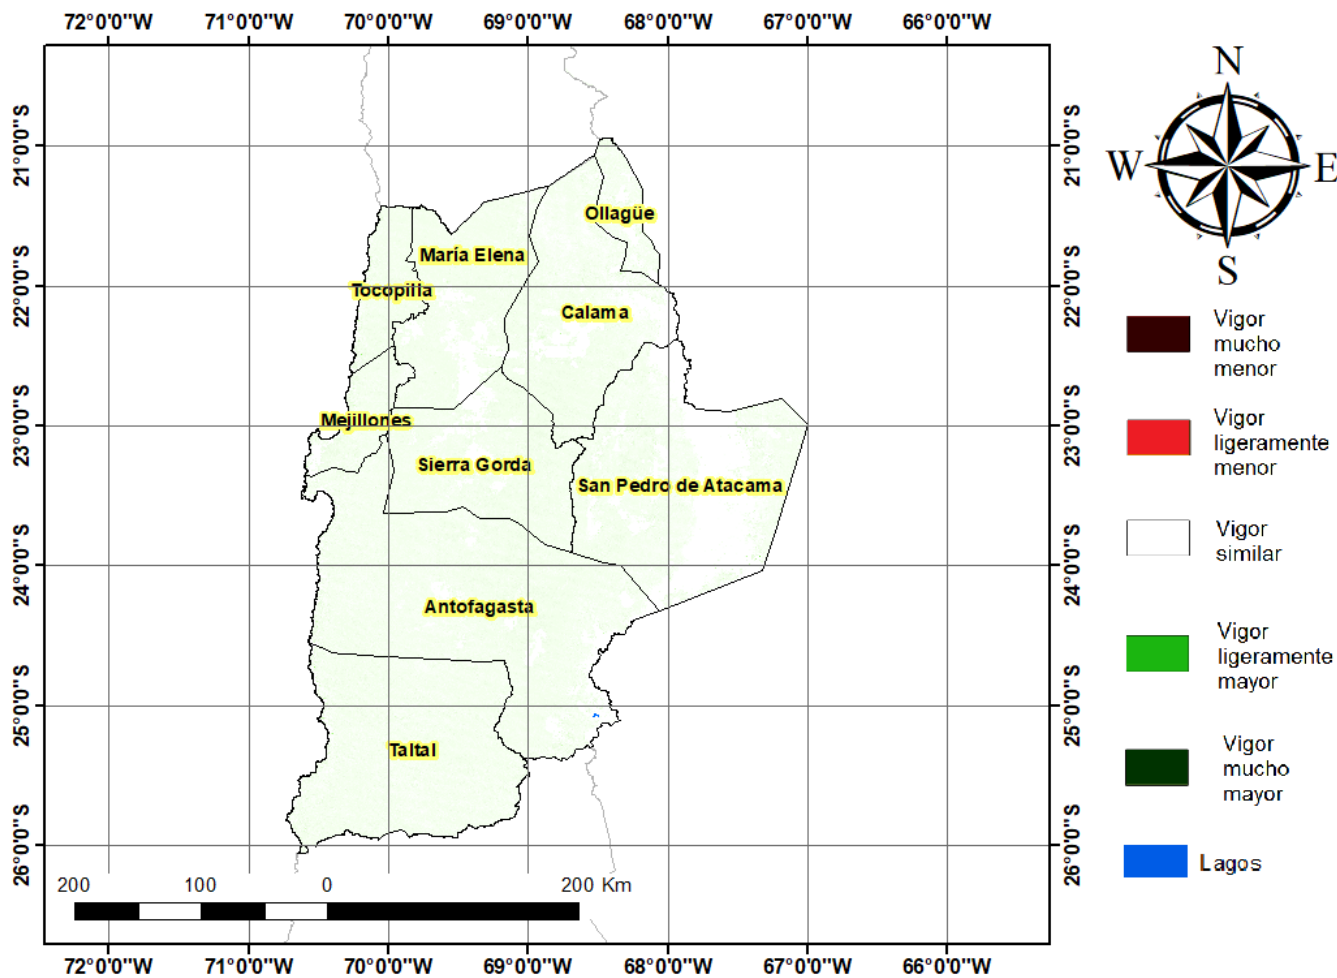 72°0'0"W 71°0'0"W 70°0'0"W 69°0'0"W 68°0'0"W 67°0'0"W 66°0'0"W
21°0'0"S
22°0'0"S
23°0'0"S
24°0'0"S
25°0'0"S
26°0'0"S
Ollagüe
María Elena
Tocopilla
Calama
Mejillones
Sierra Gorda
San Pedro de Atacama
Antofagasta
Taltal
200 100 0 200 Km
21°0'0"S
22°0'0"S
23°0'0"S
24°0'0"S
25°0'0"S
26°0'0"S
72°0'0"W 71°0'0"W 70°0'0"W 69°0'0"W 68°0'0"W 67°0'0"W 66°0'0"W
N
W E
S
Vigor
mucho
menor
Vigor
ligeramente
menor
Vigor
similar
Vigor
ligeramente
mayor
Vigor
mucho
mayor
Lagos